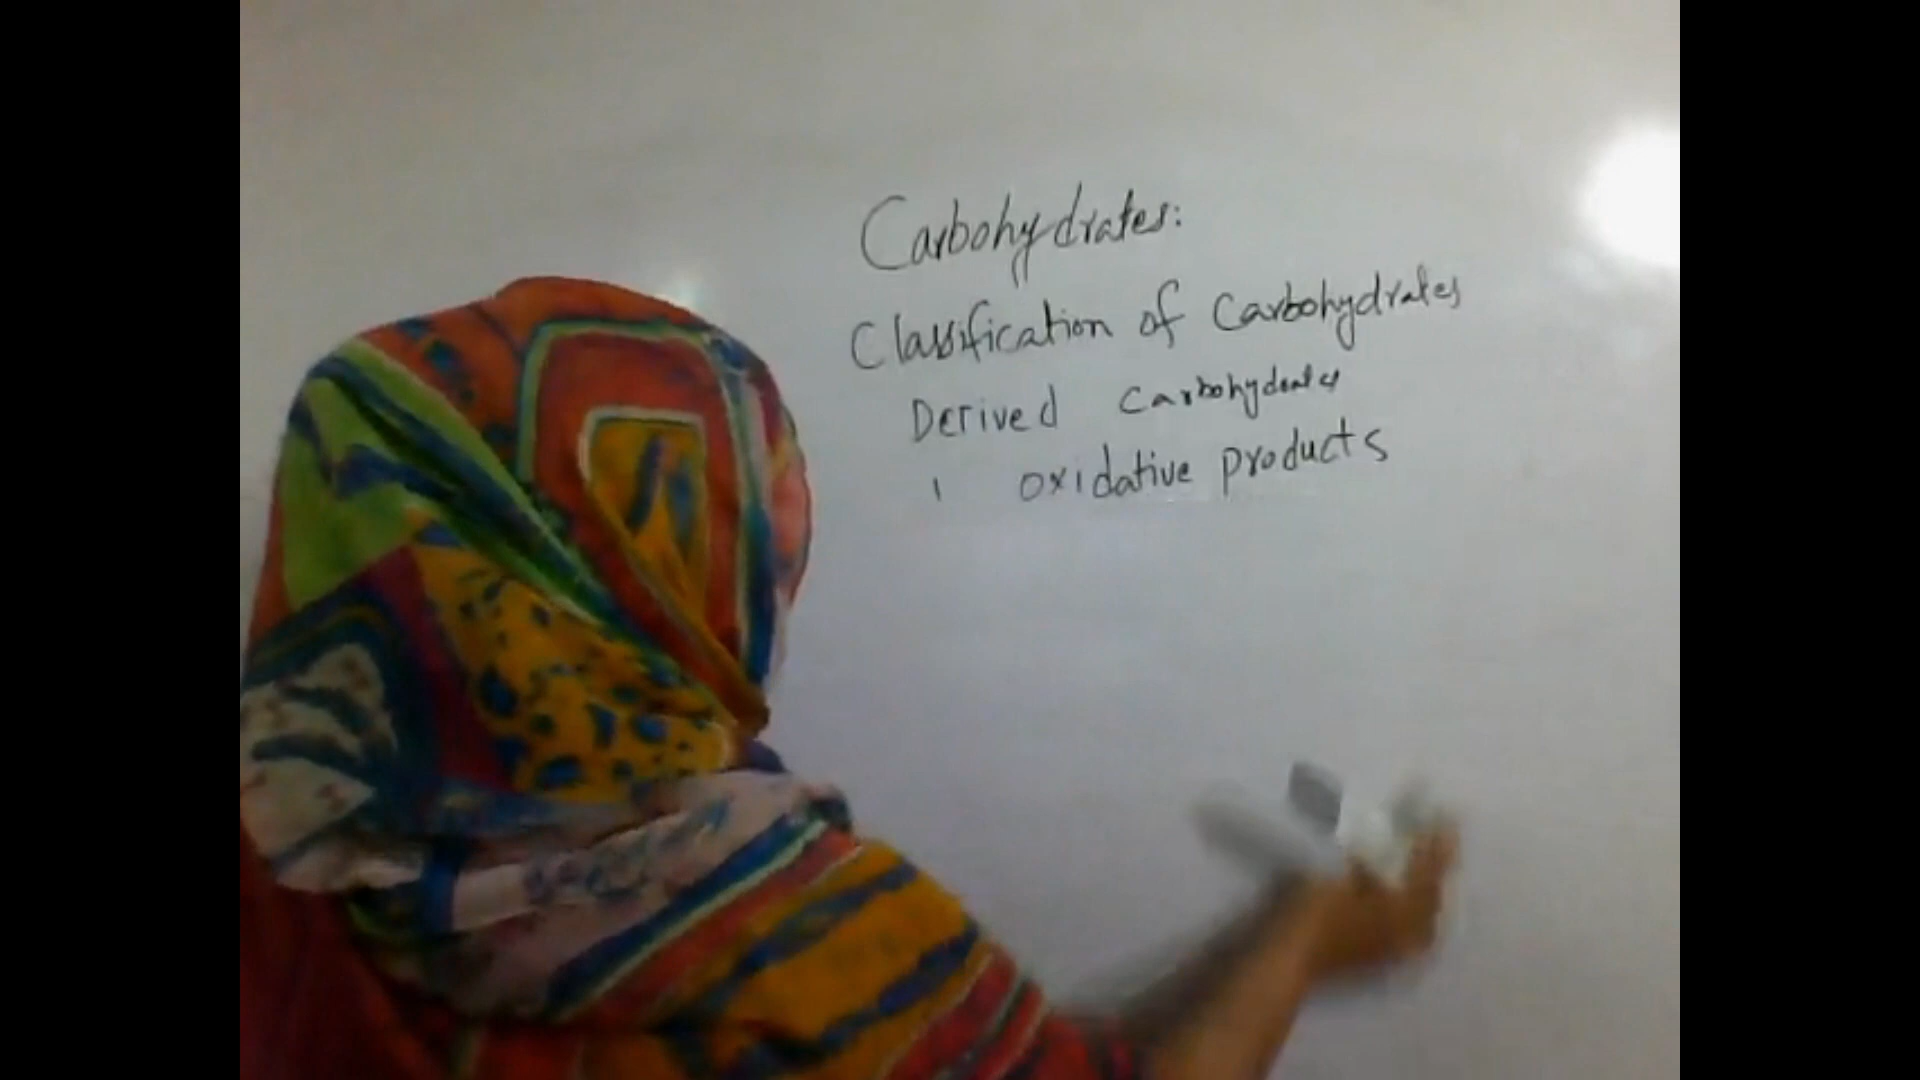 Carbohydrates:
Classification of Carbohydrates
Derived Carbohydrates
1 oxidative products